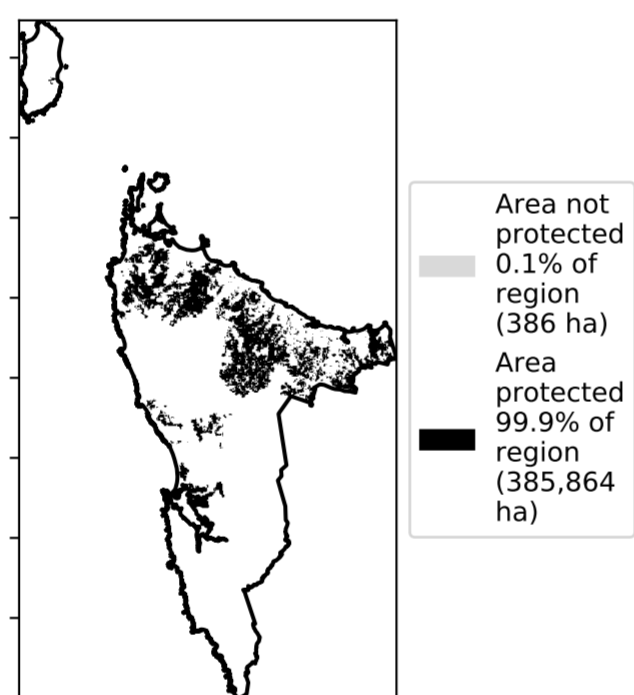 Area not
protected
0.1% of
region
(386 ha)
Area
protected
99.9% of
region
(385,864
ha)